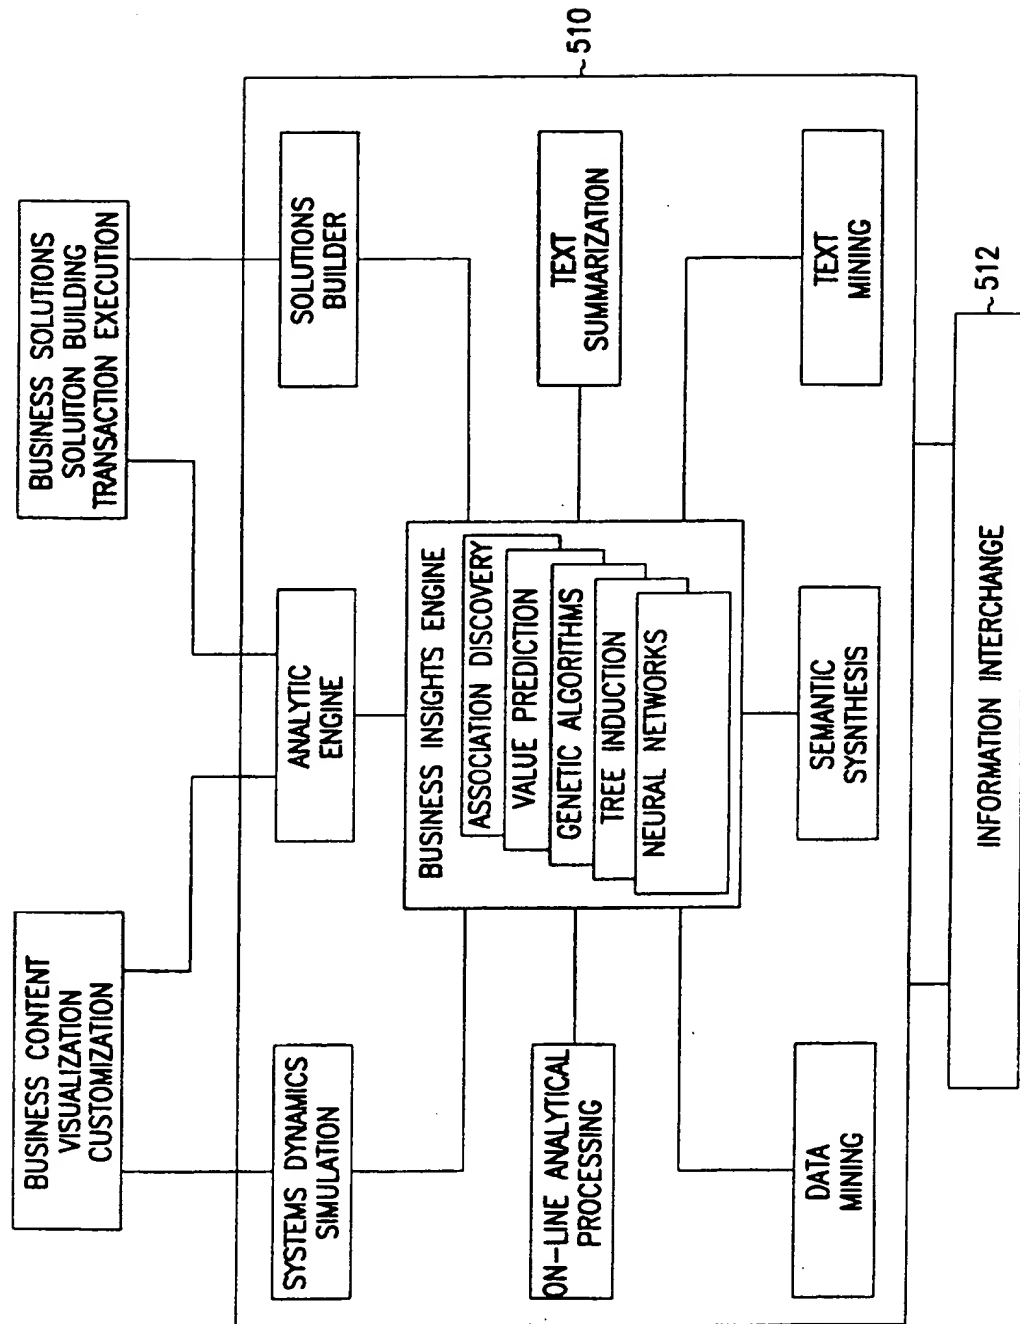 BUSINESS CONTENT
VISUALIZATION
CUSTOMIZATION
BUSINESS SOLUTIONS
SOLUITON BUILDING
TRANSACTION EXECUTION
510
SYSTEMS DYNAMICS
SIMULATION
ANALYTIC
ENGINE
SOLUTIONS
BUILDER
BUSINESS INSIGHTS ENGINE
ASSOCIATION DISCOVERY
VALUE PREDICTION
GENETIC ALGORITHMS
TREE INDUCTION
NEURAL NETWORKS
ON-LINE ANALYTICAL
PROCESSING
TEXT
SUMMARIZATION
DATA
MINING
SEMANTIC
SYSNTHESIS
TEXT
MINING
512
INFORMATION INTERCHANGE